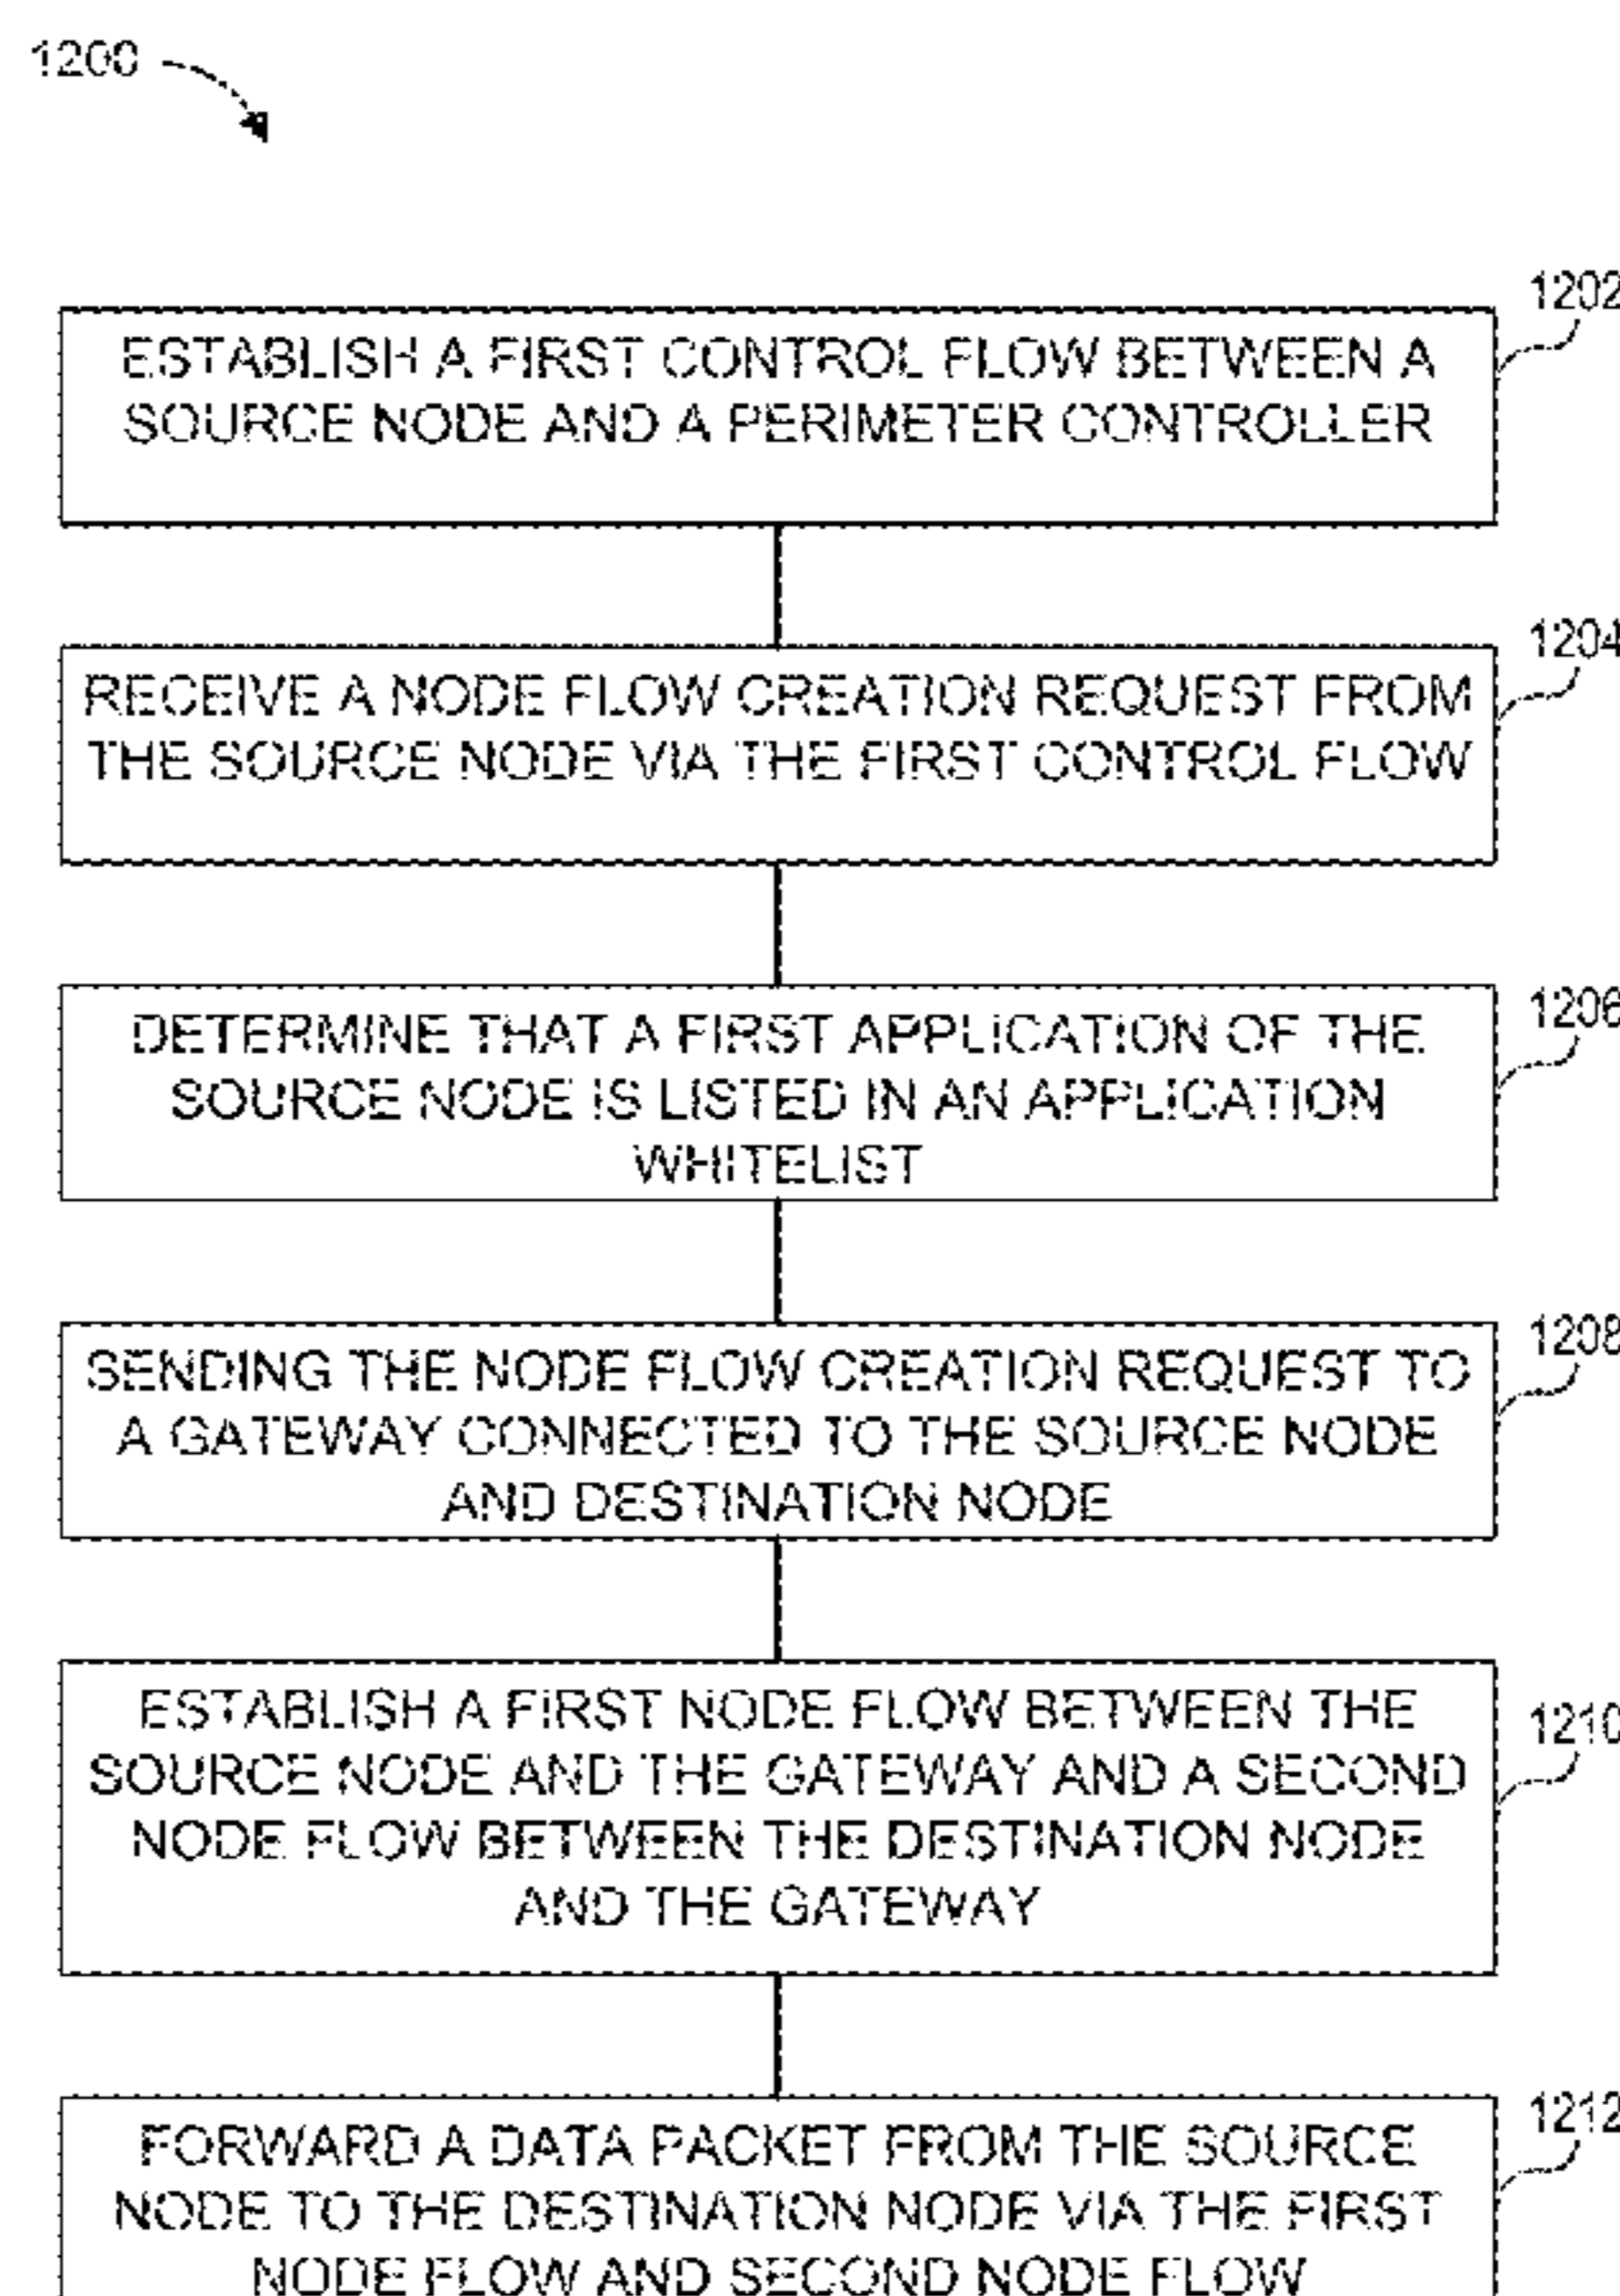 1200
1202
ESTABLISH A FIRST CONTROL FLOW BETWEEN A
SOURCE NODE AND A PERIMETER CONTROLLER
1204
RECEIVE A NODE FLOW CREATION REQUEST FROM
THE SOURCE NODE VIA THE FIRST CONTROL FLOW
1206
DETERMINE THAT A FIRST APPLICATION OF THE
SOURCE NODE IS LISTED IN AN APPLICATION
WHITELIST
1208
SENDING THE NODE FLOW CREATION REQUEST TO
A GATEWAY CONNECTED TO THE SOURCE NODE
AND DESTINATION NODE
1210
ESTABLISH A FIRST NODE FLOW BETWEEN THE
SOURCE NODE AND THE GATEWAY AND A SECOND
NODE FLOW BETWEEN THE DESTINATION NODE
AND THE GATEWAY
1212
FORWARD A DATA PACKET FROM THE SOURCE
NODE TO THE DESTINATION NODE VIA THE FIRST
NODE FLOW AND SECOND NODE FLOW